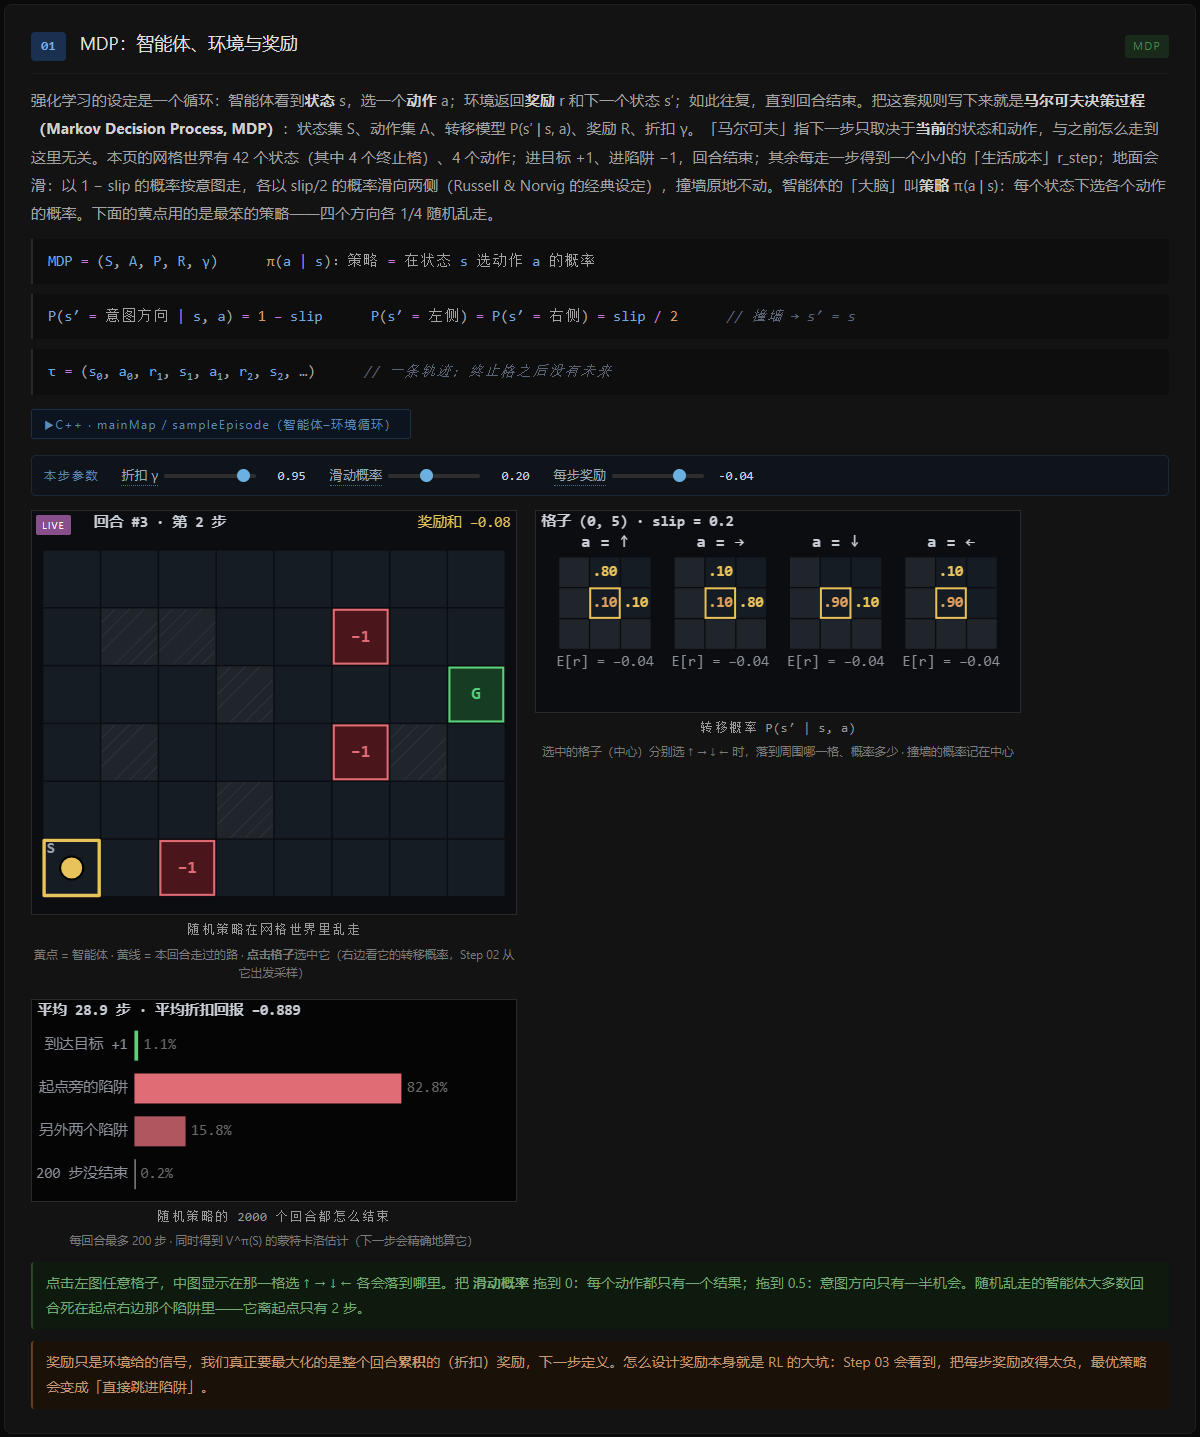 01 MDP：智能体、环境与奖励 MDP
强化学习的设定是一个循环：智能体看到状态 s，选一个动作 a；环境返回奖励 r 和下一个状态 s′；如此往复，直到回合结束。把这套规则写下来就是马尔可夫决策过程
（Markov Decision Process, MDP）：状态集 S、动作集 A、转移模型 P(s′ | s, a)、奖励 R、折扣 γ。「马尔可夫」指下一步只取决于当前的状态和动作，与之前怎么走到
这里无关。本页的网格世界有 42 个状态（其中 4 个终止格）、4 个动作；进目标 +1、进陷阱 −1，回合结束；其余每走一步得到一个小小的「生活成本」r_step；地面会
滑：以 1 − slip 的概率按意图走，各以 slip/2 的概率滑向两侧（Russell & Norvig 的经典设定），撞墙原地不动。智能体的「大脑」叫策略 π(a | s)：每个状态下选各个动作
的概率。下面的黄点用的是最笨的策略——四个方向各 1/4 随机乱走。
MDP = (S, A, P, R, γ) π(a | s)：策略 = 在状态 s 选动作 a 的概率
P(s′ = 意图方向 | s, a) = 1 − slip P(s′ = 左侧) = P(s′ = 右侧) = slip / 2 // 撞墙 → s′ = s
τ = (s₀, a₀, r₁, s₁, a₁, r₂, s₂, …) // 一条轨迹；终止格之后没有未来
▶C++ · mainMap / sampleEpisode（智能体–环境循环）
本步参数 折扣 γ 0.95 滑动概率 0.20 每步奖励 -0.04
LIVE 回合 #3 · 第 2 步 奖励和 −0.08
−1
G
−1
S
−1
随机策略在网格世界里乱走
黄点 = 智能体 · 黄线 = 本回合走过的路 · 点击格子选中它（右边看它的转移概率，Step 02 从
它出发采样）
格子 (0, 5) · slip = 0.2
a = ↑ a = → a = ↓ a = ←
.80 .10 .10
.10 .10 .10 .80 .90 .10 .90
E[r] = −0.04 E[r] = −0.04 E[r] = −0.04 E[r] = −0.04
转移概率 P(s′ | s, a)
选中的格子（中心）分别选 ↑ → ↓ ← 时，落到周围哪一格、概率多少 · 撞墙的概率记在中心
平均 28.9 步 · 平均折扣回报 −0.889
到达目标 +1 1.1%
起点旁的陷阱 82.8%
另外两个陷阱 15.8%
200 步没结束 0.2%
随机策略的 2000 个回合都怎么结束
每回合最多 200 步 · 同时得到 V^π(S) 的蒙特卡洛估计（下一步会精确地算它）
点击左图任意格子，中图显示在那一格选 ↑ → ↓ ← 各会落到哪里。把 滑动概率 拖到 0：每个动作都只有一个结果；拖到 0.5：意图方向只有一半机会。随机乱走的智能体大多数回
合死在起点右边那个陷阱里——它离起点只有 2 步。
奖励只是环境给的信号，我们真正要最大化的是整个回合累积的（折扣）奖励，下一步定义。怎么设计奖励本身就是 RL 的大坑：Step 03 会看到，把每步奖励改得太负，最优策略
会变成「直接跳进陷阱」。